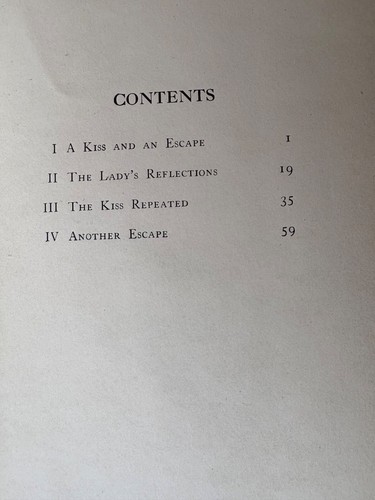 CONTENTS
I A Kiss and an Escape 1
II The Lady's Reflections 19
III The Kiss Repeated 35
IV Another Escape 59